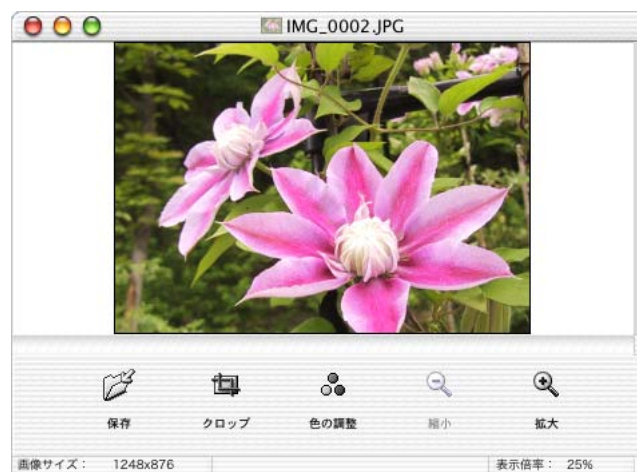 IMG_0002.JPG
保存 クロップ 色の調整 縮小 拡大
画像サイズ： 1248x876 表示倍率： 25%